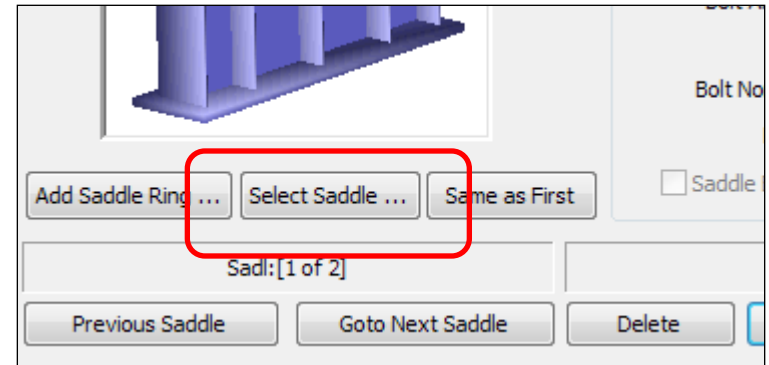 Bolt No
Add Saddle Ring ... Select Saddle ... Same as First Saddle
Sadl:[1 of 2]
Previous Saddle Goto Next Saddle Delete